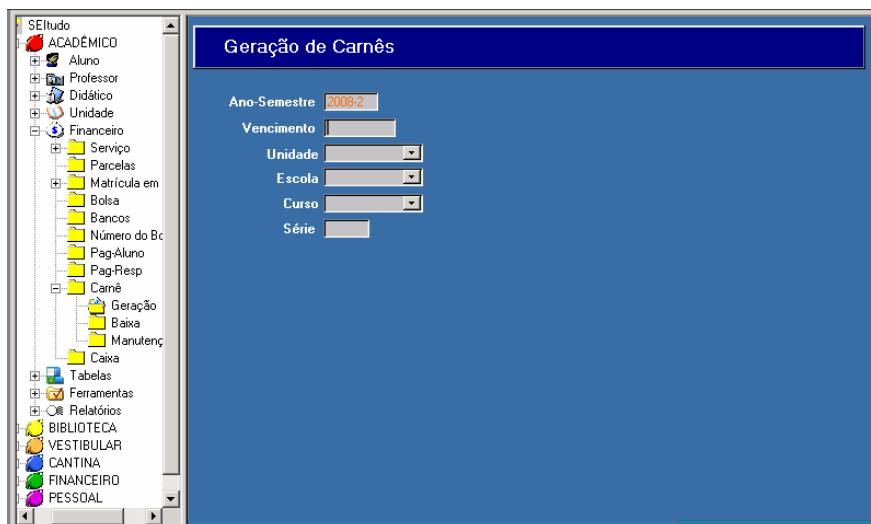 SEItudo
ACADÊMICO
Aluno
Professor
Didático
Unidade
Financeiro
Serviço
Parcelas
Matrícula em
Bolsa
Bancos
Número do Bo
Pag-Aluno
Pag-Resp
Carnê
Geração
Baixa
Manutenç
Caixa
Tabelas
Ferramentas
Relatórios
BIBLIOTECA
VESTIBULAR
CANTINA
FINANCEIRO
PESSOAL
Geração de Carnês
Ano-Semestre 2008-2
Vencimento
Unidade
Escola
Curso
Série